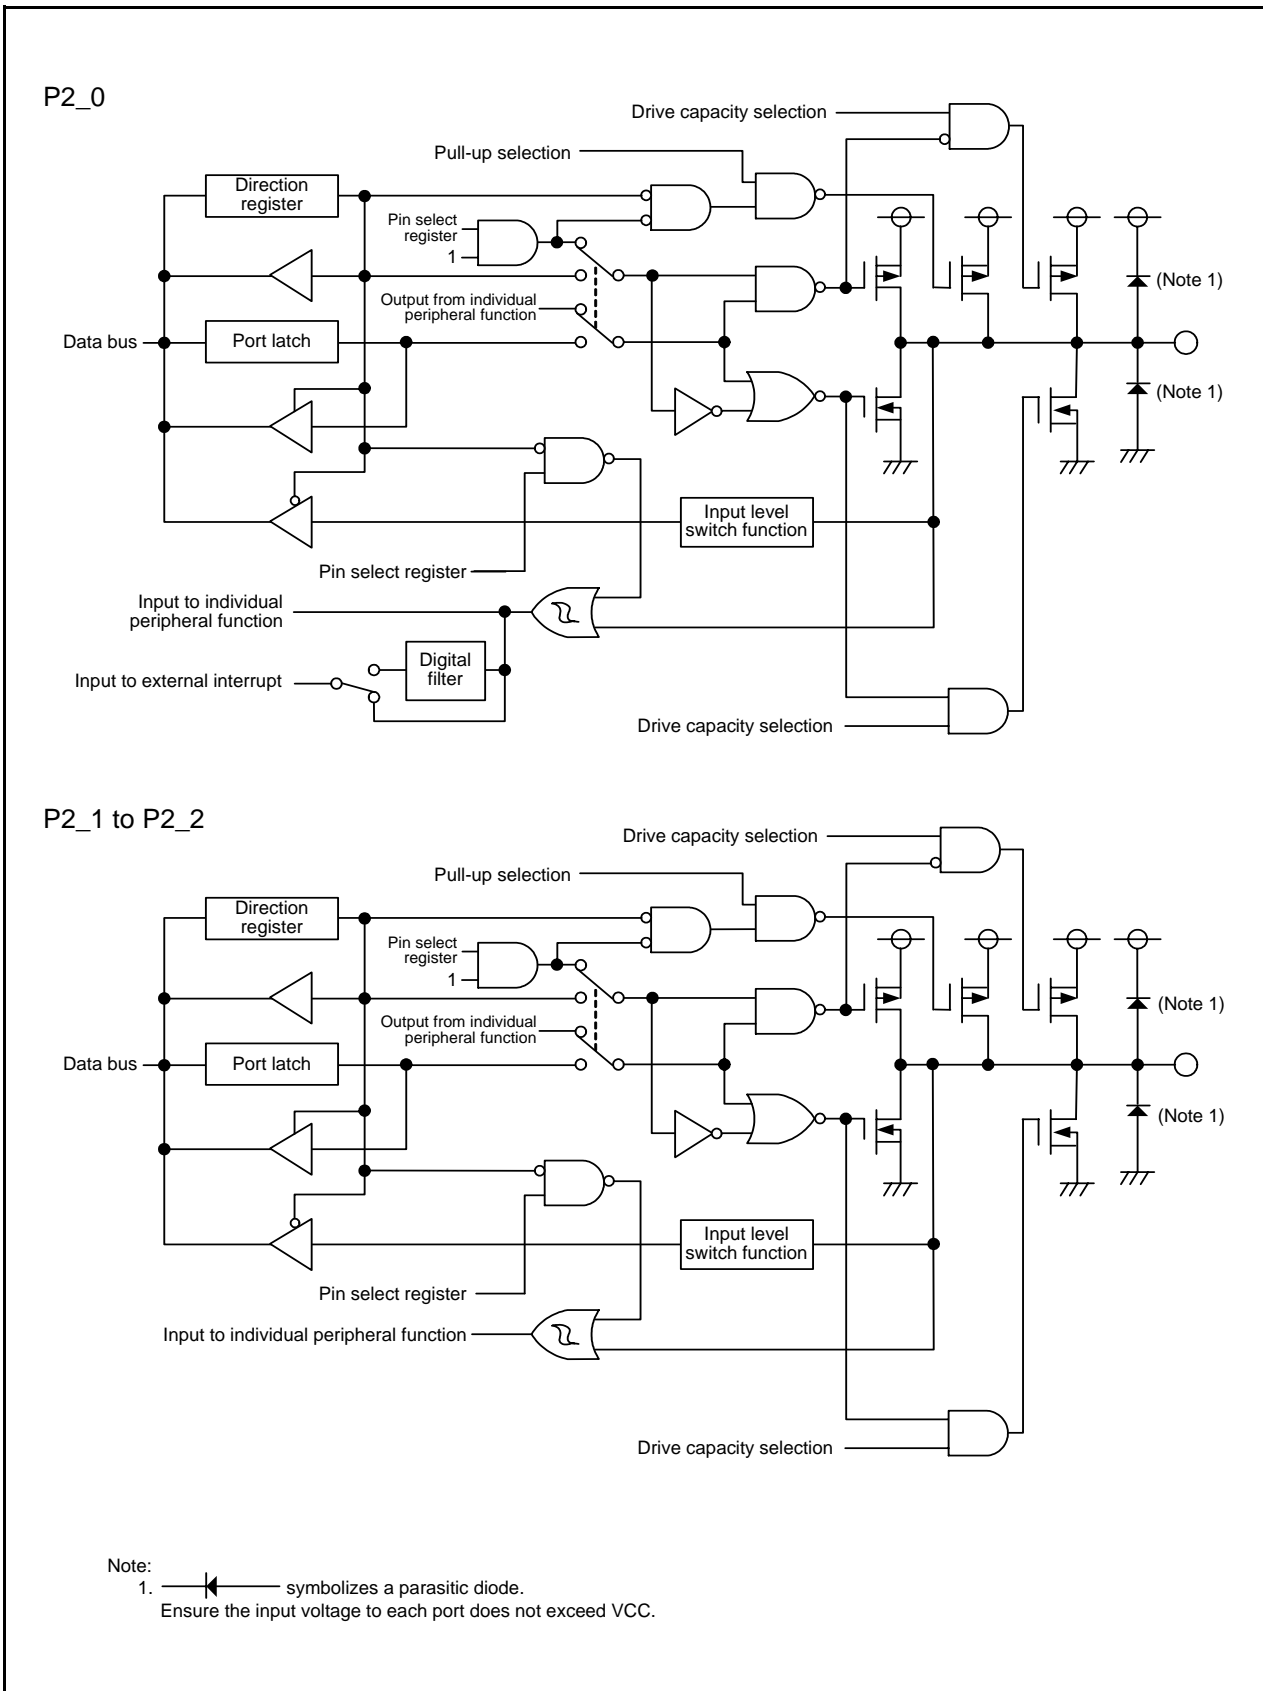 P2_0
Drive capacity selection
Pull-up selection
Direction
register
Pin select
register
1
Output from individual
peripheral function
(Note 1)
Data bus
Port latch
(Note 1)
Input level
switch function
Pin select register
Input to individual
peripheral function
Digital
filter
Input to external interrupt
Drive capacity selection
P2_1 to P2_2
Drive capacity selection
Pull-up selection
Direction
register
Pin select
register
1
Output from individual
peripheral function
(Note 1)
Data bus
Port latch
(Note 1)
Input level
switch function
Pin select register
Input to individual peripheral function
Drive capacity selection
Note:
1. symbolizes a parasitic diode.
Ensure the input voltage to each port does not exceed VCC.